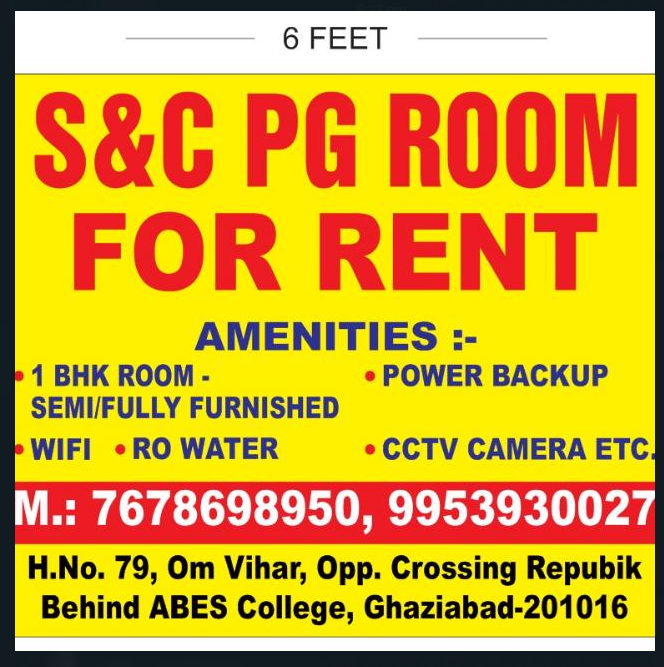 6 FEET
S&C PG ROOM
FOR RENT
AMENITIES :-
• 1 BHK ROOM -
SEMI/FULLY FURNISHED
• POWER BACKUP
• WIFI • RO WATER
• CCTV CAMERA ETC.
M.: 7678698950, 9953930027
H.No. 79, Om Vihar, Opp. Crossing Repubik
Behind ABES College, Ghaziabad-201016